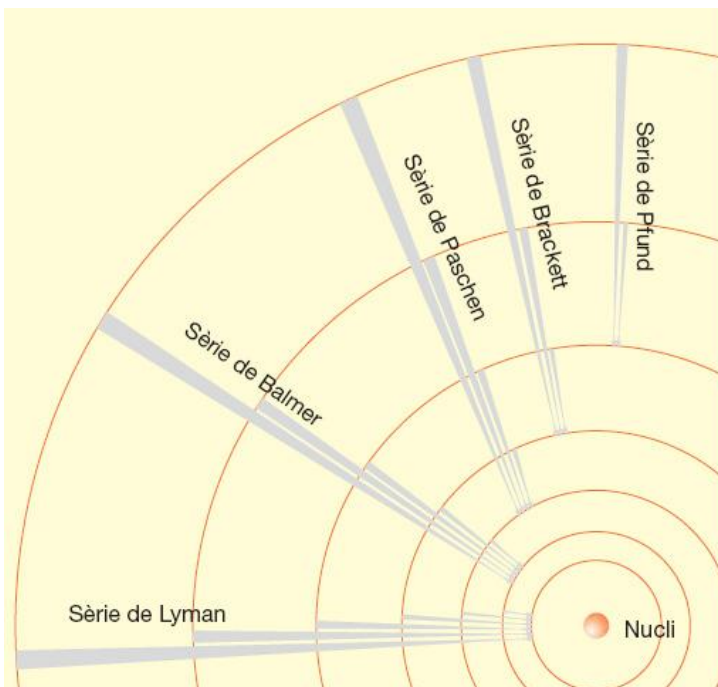 Sèrie de Lyman
Sèrie de Balmer
Sèrie de Paschen
Sèrie de Brackett
Sèrie de Pfund
Nucli